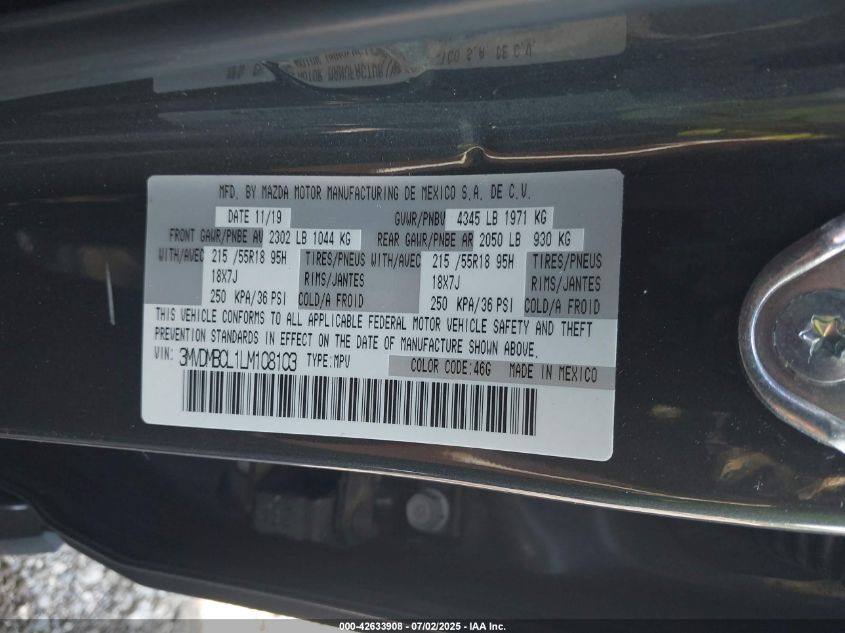 MFD. BY MAZDA MOTOR MANUFACTURING DE MEXICO S.A. DE C.V.
DATE 11/19 GVWR/PNBV 4345 LB 1971 KG
FRONT GAWR/PNBE AV 2302 LB 1044 KG REAR GAWR/PNBE AR 2050 LB 930 KG
WITH/AVEC 215 /55R18 95H TIRES/PNEUS WITH/AVEC 215 /55R18 95H TIRES/PNEUS
18X7J RIMS/JANTES 18X7J RIMS/JANTES
250 KPA/36 PSI COLD/A FROID 250 KPA/36 PSI COLD/A FROID
THIS VEHICLE CONFORMS TO ALL APPLICABLE FEDERAL MOTOR VEHICLE SAFETY AND THEFT
PREVENTION STANDARDS IN EFFECT ON THE DATE OF MANUFACTURE SHOWN ABOVE.
VIN: 3MVDMBCL1LM108103 TYPE:MPV COLOR CODE:46G MADE IN MEXICO
000-42633908 - 07/02/2025 - IAA Inc.